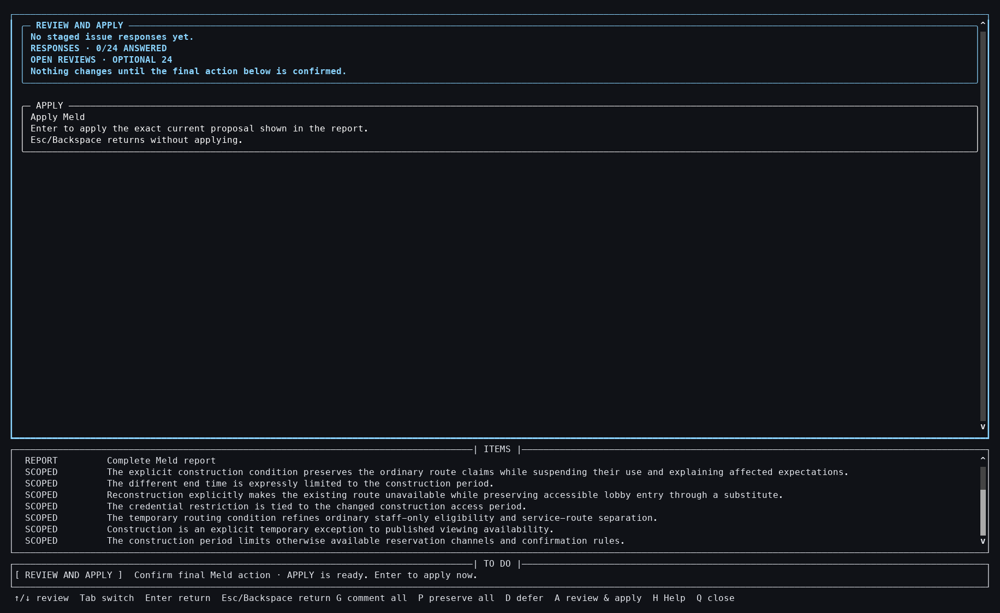 REVIEW AND APPLY
^
No staged issue responses yet.
RESPONSES · 0/24 ANSWERED
OPEN REVIEWS · OPTIONAL 24
Nothing changes until the final action below is confirmed.
APPLY
Apply Meld
Enter to apply the exact current proposal shown in the report.
Esc/Backspace returns without applying.
v
| ITEMS |
REPORT Complete Meld report ^
SCOPED The explicit construction condition preserves the ordinary route claims while suspending their use and explaining affected expectations.
SCOPED The different end time is expressly limited to the construction period.
SCOPED Reconstruction explicitly makes the existing route unavailable while preserving accessible lobby entry through a substitute.
SCOPED The credential restriction is tied to the changed construction access period.
SCOPED The temporary routing condition refines ordinary staff-only eligibility and service-route separation.
SCOPED Construction is an explicit temporary exception to published viewing availability.
SCOPED The construction period limits otherwise available reservation channels and confirmation rules. v
| TO DO |
[ REVIEW AND APPLY ] Confirm final Meld action · APPLY is ready. Enter to apply now.
↑/↓ review Tab switch Enter return Esc/Backspace return G comment all P preserve all D defer A review & apply H Help Q close